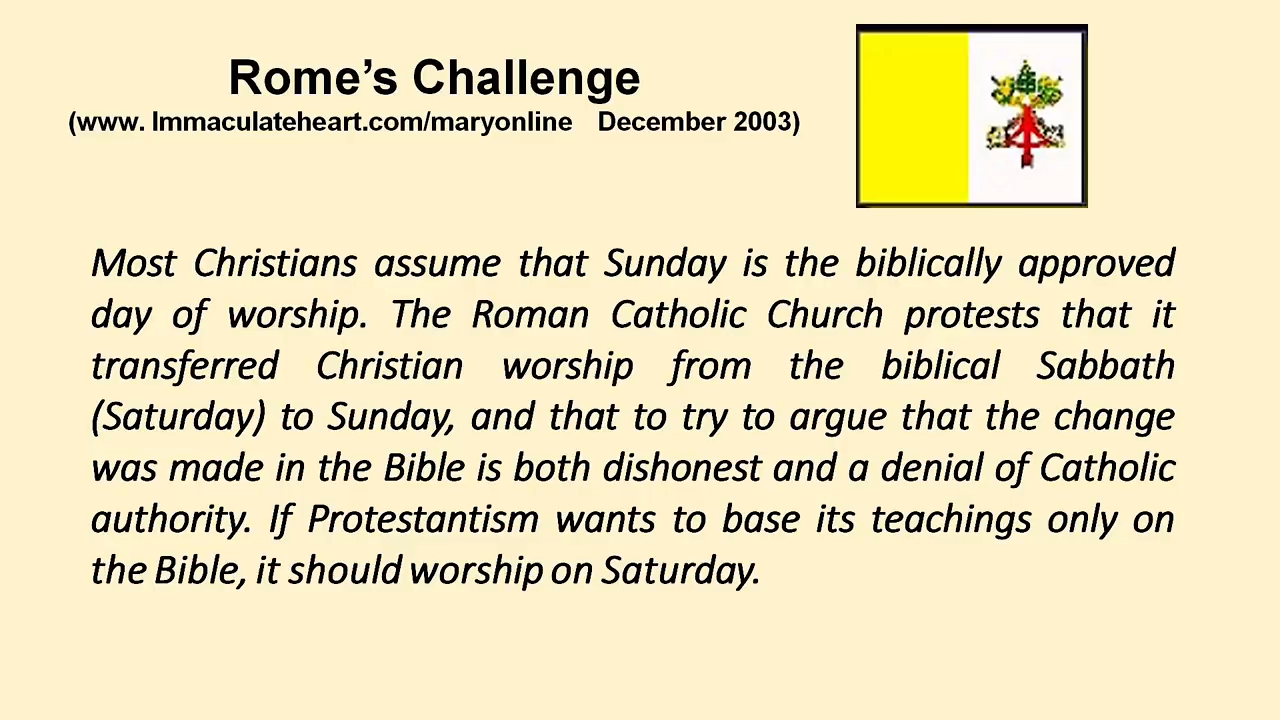 Rome’s Challenge
(www. Immaculateheart.com/maryonline December 2003)
Most Christians assume that Sunday is the biblically approved
day of worship. The Roman Catholic Church protests that it
transferred Christian worship from the biblical Sabbath
(Saturday) to Sunday, and that to try to argue that the change
was made in the Bible is both dishonest and a denial of Catholic
authority. If Protestantism wants to base its teachings only on
the Bible, it should worship on Saturday.